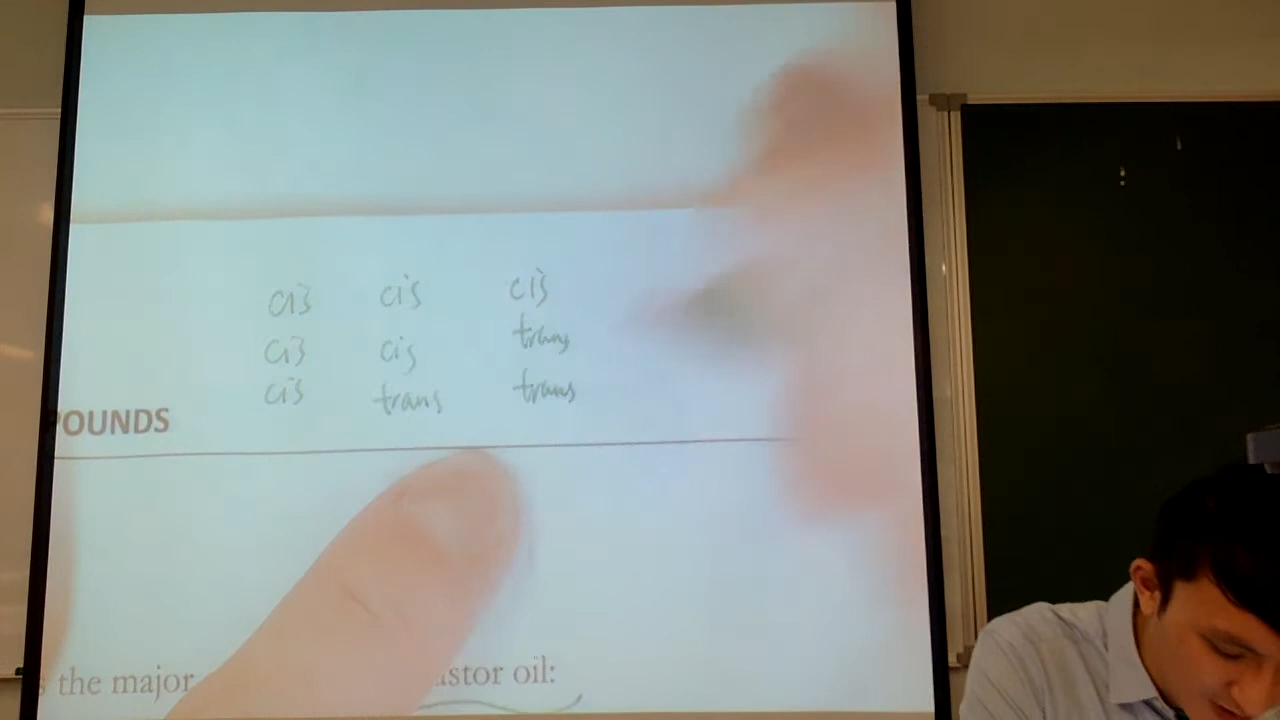 cis cis cis
cis cis trans
cis trans trans
POUNDS
s the major astor oil: